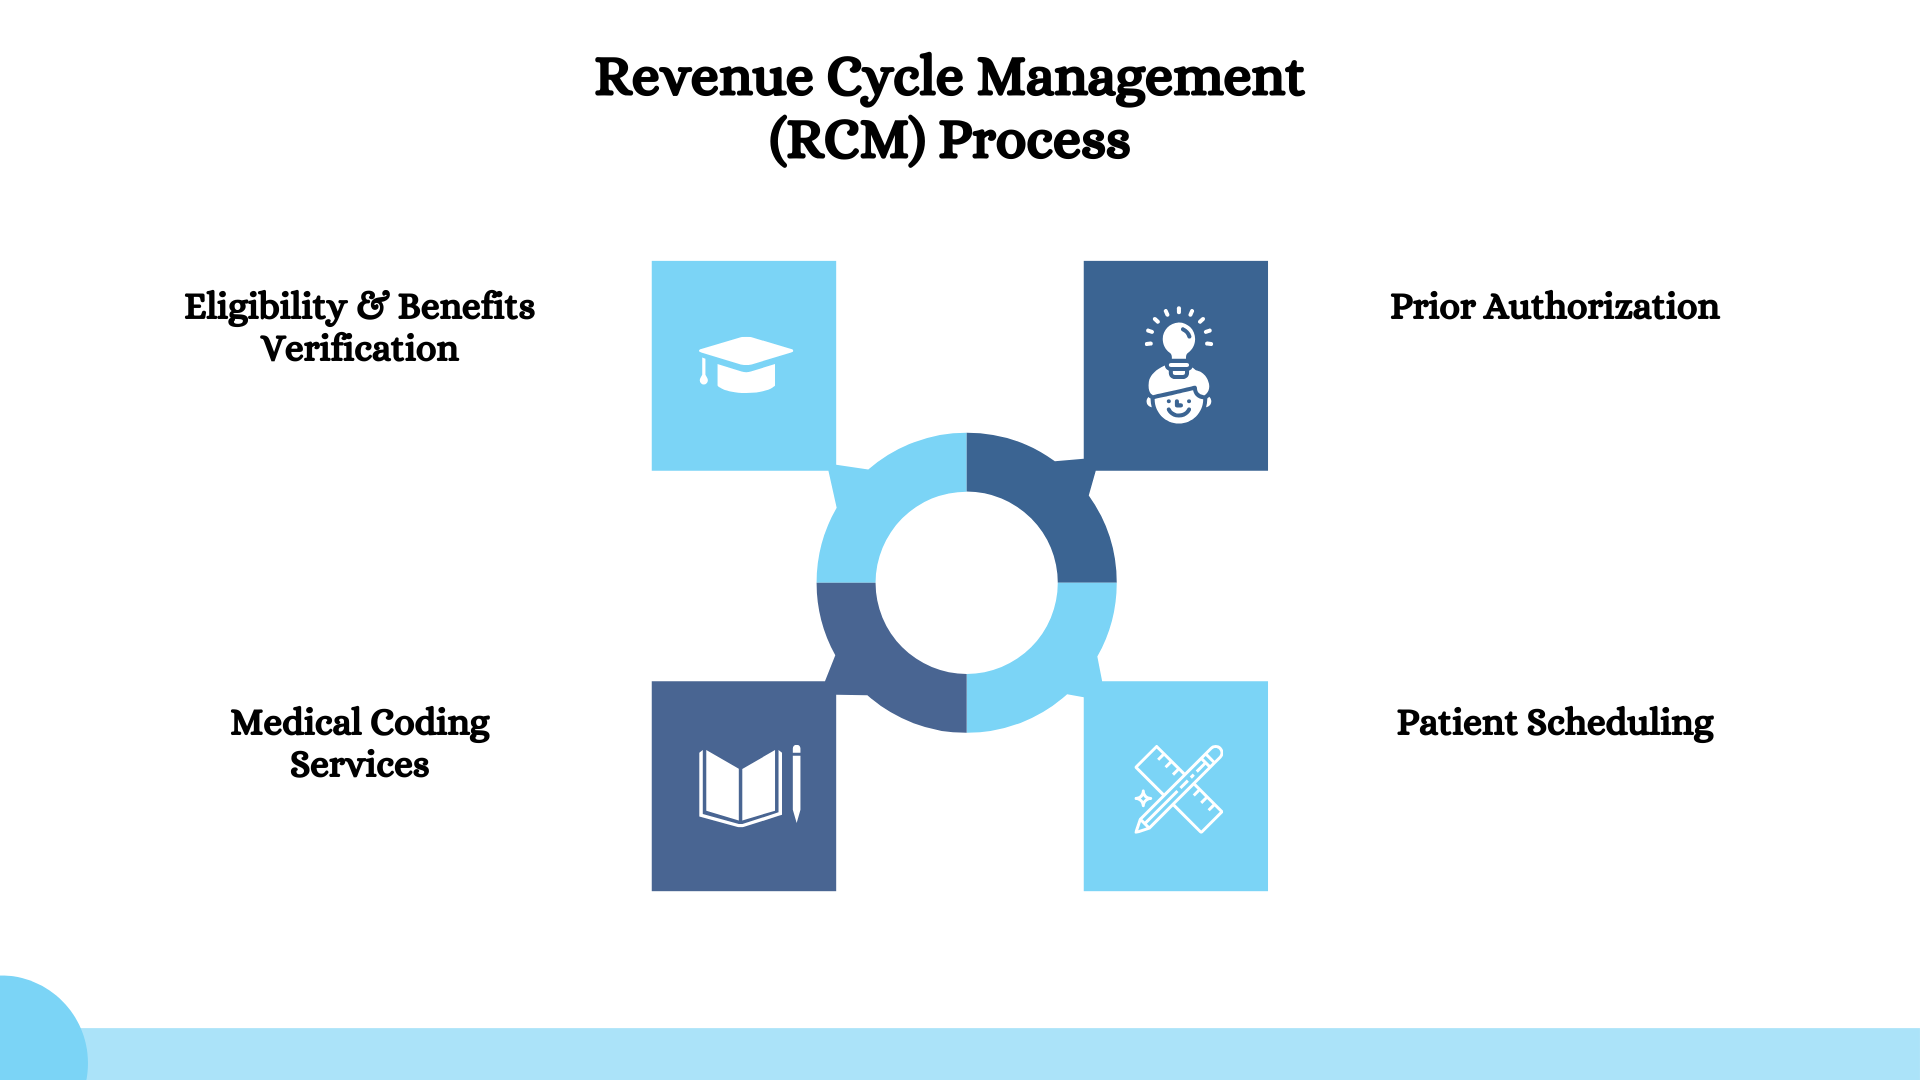 Revenue Cycle Management
(RCM) Process
Eligibility & Benefits
Verification
Prior Authorization
Medical Coding
Services
Patient Scheduling